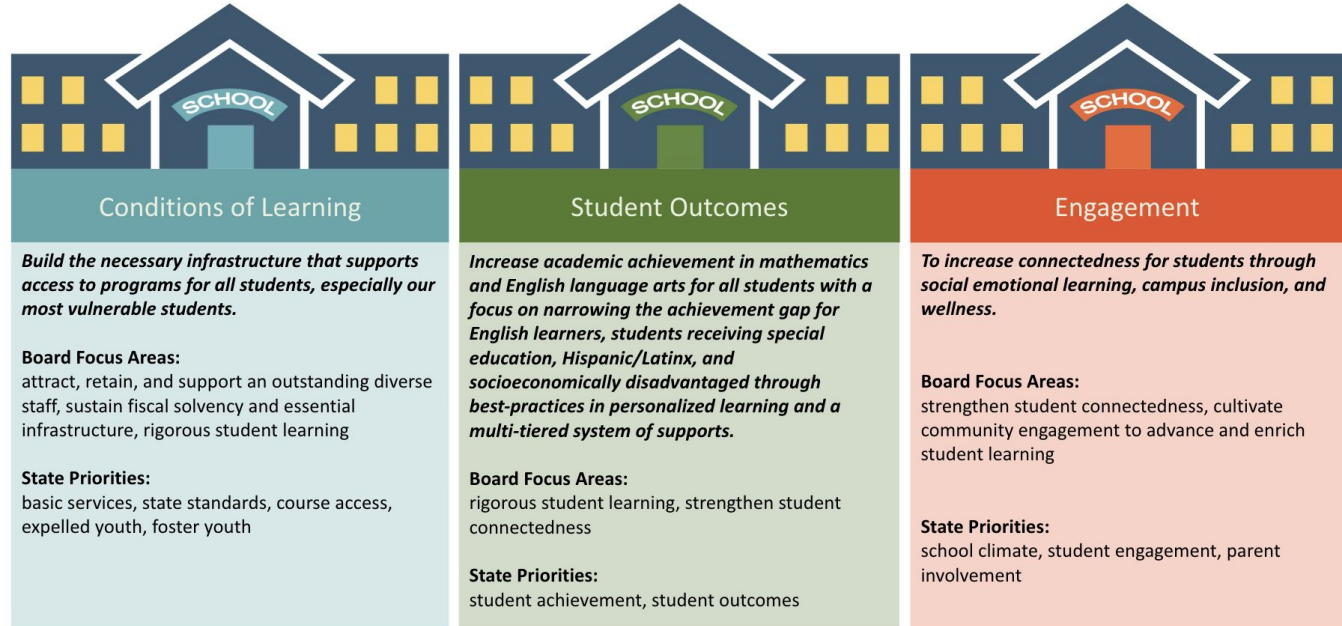 SCHOOL
Conditions of Learning
Build the necessary infrastructure that supports
access to programs for all students, especially our
most vulnerable students.
Board Focus Areas:
attract, retain, and support an outstanding diverse
staff, sustain fiscal solvency and essential
infrastructure, rigorous student learning
State Priorities:
basic services, state standards, course access,
expelled youth, foster youth
SCHOOL
Student Outcomes
Increase academic achievement in mathematics
and English language arts for all students with a
focus on narrowing the achievement gap for
English learners, students receiving special
education, Hispanic/Latinx, and
socioeconomically disadvantaged through
best-practices in personalized learning and a
multi-tiered system of supports.
Board Focus Areas:
rigorous student learning, strengthen student
connectedness
State Priorities:
student achievement, student outcomes
SCHOOL
Engagement
To increase connectedness for students through
social emotional learning, campus inclusion, and
wellness.
Board Focus Areas:
strengthen student connectedness, cultivate
community engagement to advance and enrich
student learning
State Priorities:
school climate, student engagement, parent
involvement